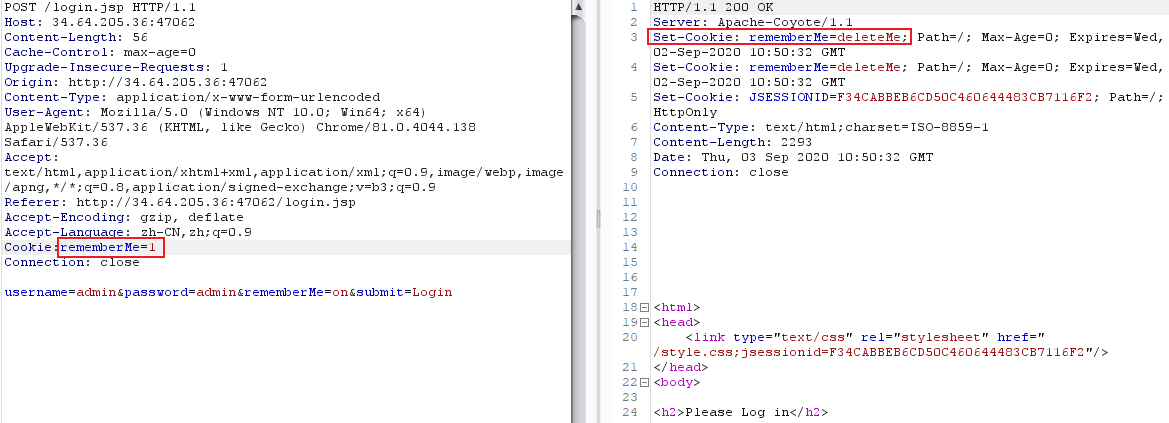 POST /login.jsp HTTP/1.1
Host: 34.64.205.36:47062
Content-Length: 56
Cache-Control: max-age=0
Upgrade-Insecure-Requests: 1
Origin: http://34.64.205.36:47062
Content-Type: application/x-www-form-urlencoded
User-Agent: Mozilla/5.0 (Windows NT 10.0; Win64; x64)
AppleWebKit/537.36 (KHTML, like Gecko) Chrome/81.0.4044.138
Safari/537.36
Accept:
text/html,application/xhtml+xml,application/xml;q=0.9,image/webp,image
/apng,*/*;q=0.8,application/signed-exchange;v=b3;q=0.9
Referer: http://34.64.205.36:47062/login.jsp
Accept-Encoding: gzip, deflate
Accept-Language: zh-CN,zh;q=0.9
Cookie:rememberMe=1
Connection: close
username=admin&password=admin&rememberMe=on&submit=Login
1 HTTP/1.1 200 OK
2 Server: Apache-Coyote/1.1
3 Set-Cookie: rememberMe=deleteMe; Path=/; Max-Age=0; Expires=Wed,
02-Sep-2020 10:50:32 GMT
4 Set-Cookie: rememberMe=deleteMe; Path=/; Max-Age=0; Expires=Wed,
02-Sep-2020 10:50:32 GMT
5 Set-Cookie: JSESSIONID=F34CABBEB6CD50C460644483CB7116F2; Path=/;
HttpOnly
6 Content-Type: text/html;charset=ISO-8859-1
7 Content-Length: 2293
8 Date: Thu, 03 Sep 2020 10:50:32 GMT
9 Connection: close
10
11
12
13
14
15
16
17
18 <html>
19 <head>
20 <link type="text/css" rel="stylesheet" href="
/style.css;jsessionid=F34CABBEB6CD50C460644483CB7116F2"/>
21 </head>
22 <body>
23
24 <h2>Please Log in</h2>